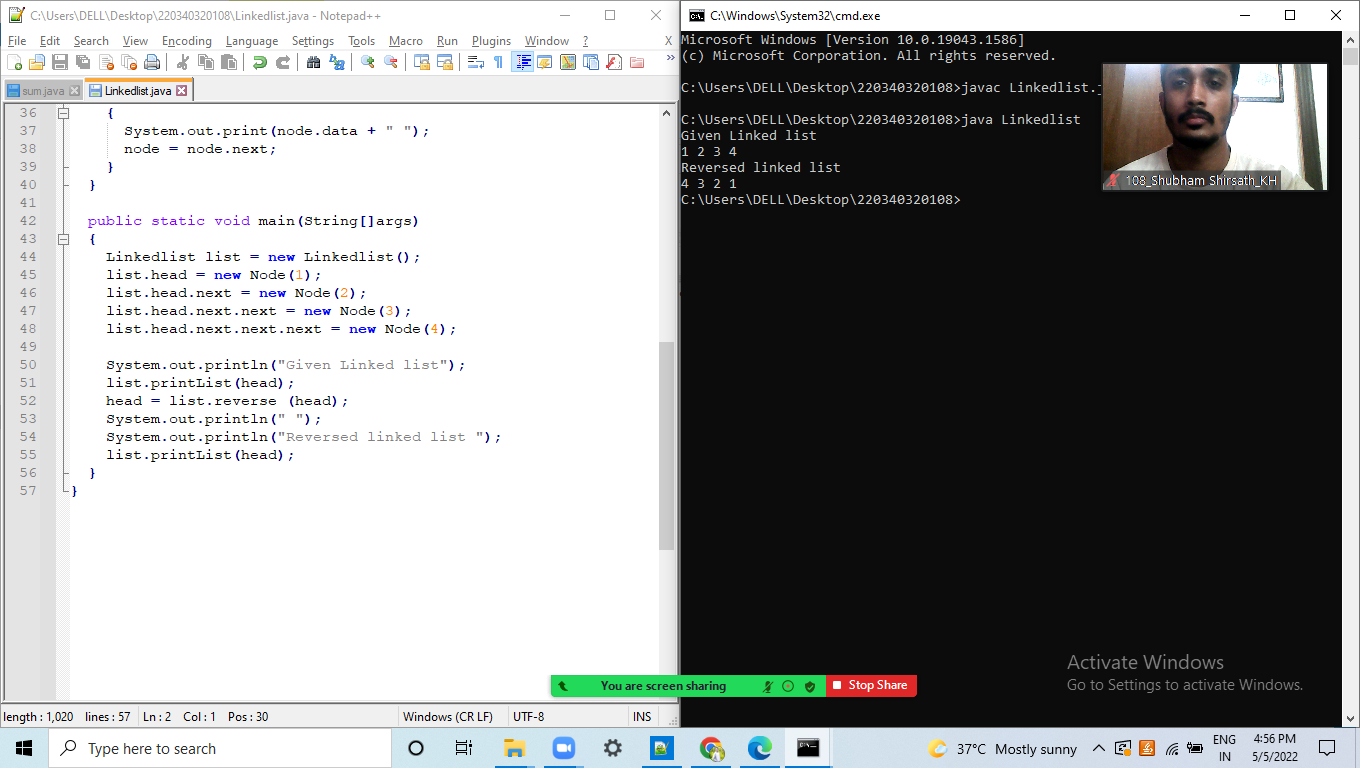 C:\Users\DELL\Desktop\220340320108\Linkedlist.java - Notepad++
File Edit Search View Encoding Language Settings Tools Macro Run Plugins Window ? X
sum.java Linkedlist.java
36 {
37 System.out.print(node.data + " ");
38 node = node.next;
39 }
40 }
41
42 public static void main(String[]args)
43 {
44 Linkedlist list = new Linkedlist();
45 list.head = new Node(1);
46 list.head.next = new Node(2);
47 list.head.next.next = new Node(3);
48 list.head.next.next.next = new Node(4);
49
50 System.out.println("Given Linked list");
51 list.printList(head);
52 head = list.reverse (head);
53 System.out.println(" ");
54 System.out.println("Reversed linked list ");
55 list.printList(head);
56 }
57 }
length : 1,020 lines : 57 Ln : 2 Col : 1 Pos : 30 Windows (CR LF) UTF-8 INS
C:\Windows\System32\cmd.exe
Microsoft Windows [Version 10.0.19043.1586]
(c) Microsoft Corporation. All rights reserved.
C:\Users\DELL\Desktop\220340320108>javac Linkedlist.j
C:\Users\DELL\Desktop\220340320108>java Linkedlist
Given Linked list
1 2 3 4
Reversed linked list
4 3 2 1
C:\Users\DELL\Desktop\220340320108>
108_Shubham Shirsath_KH
Activate Windows
Go to Settings to activate Windows.
You are screen sharing Stop Share
Type here to search
37°C Mostly sunny
ENG
IN
4:56 PM
5/5/2022